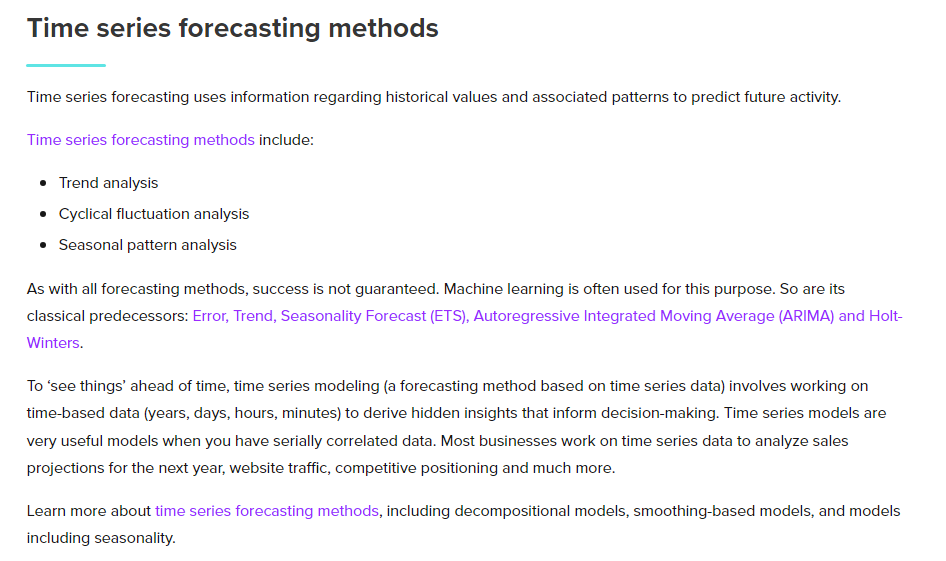 Time series forecasting methods
Time series forecasting uses information regarding historical values and associated patterns to predict future activity.
Time series forecasting methods include:
• Trend analysis
• Cyclical fluctuation analysis
• Seasonal pattern analysis
As with all forecasting methods, success is not guaranteed. Machine learning is often used for this purpose. So are its
classical predecessors: Error, Trend, Seasonality Forecast (ETS), Autoregressive Integrated Moving Average (ARIMA) and Holt-
Winters.
To ‘see things’ ahead of time, time series modeling (a forecasting method based on time series data) involves working on
time-based data (years, days, hours, minutes) to derive hidden insights that inform decision-making. Time series models are
very useful models when you have serially correlated data. Most businesses work on time series data to analyze sales
projections for the next year, website traffic, competitive positioning and much more.
Learn more about time series forecasting methods, including decompositional models, smoothing-based models, and models
including seasonality.